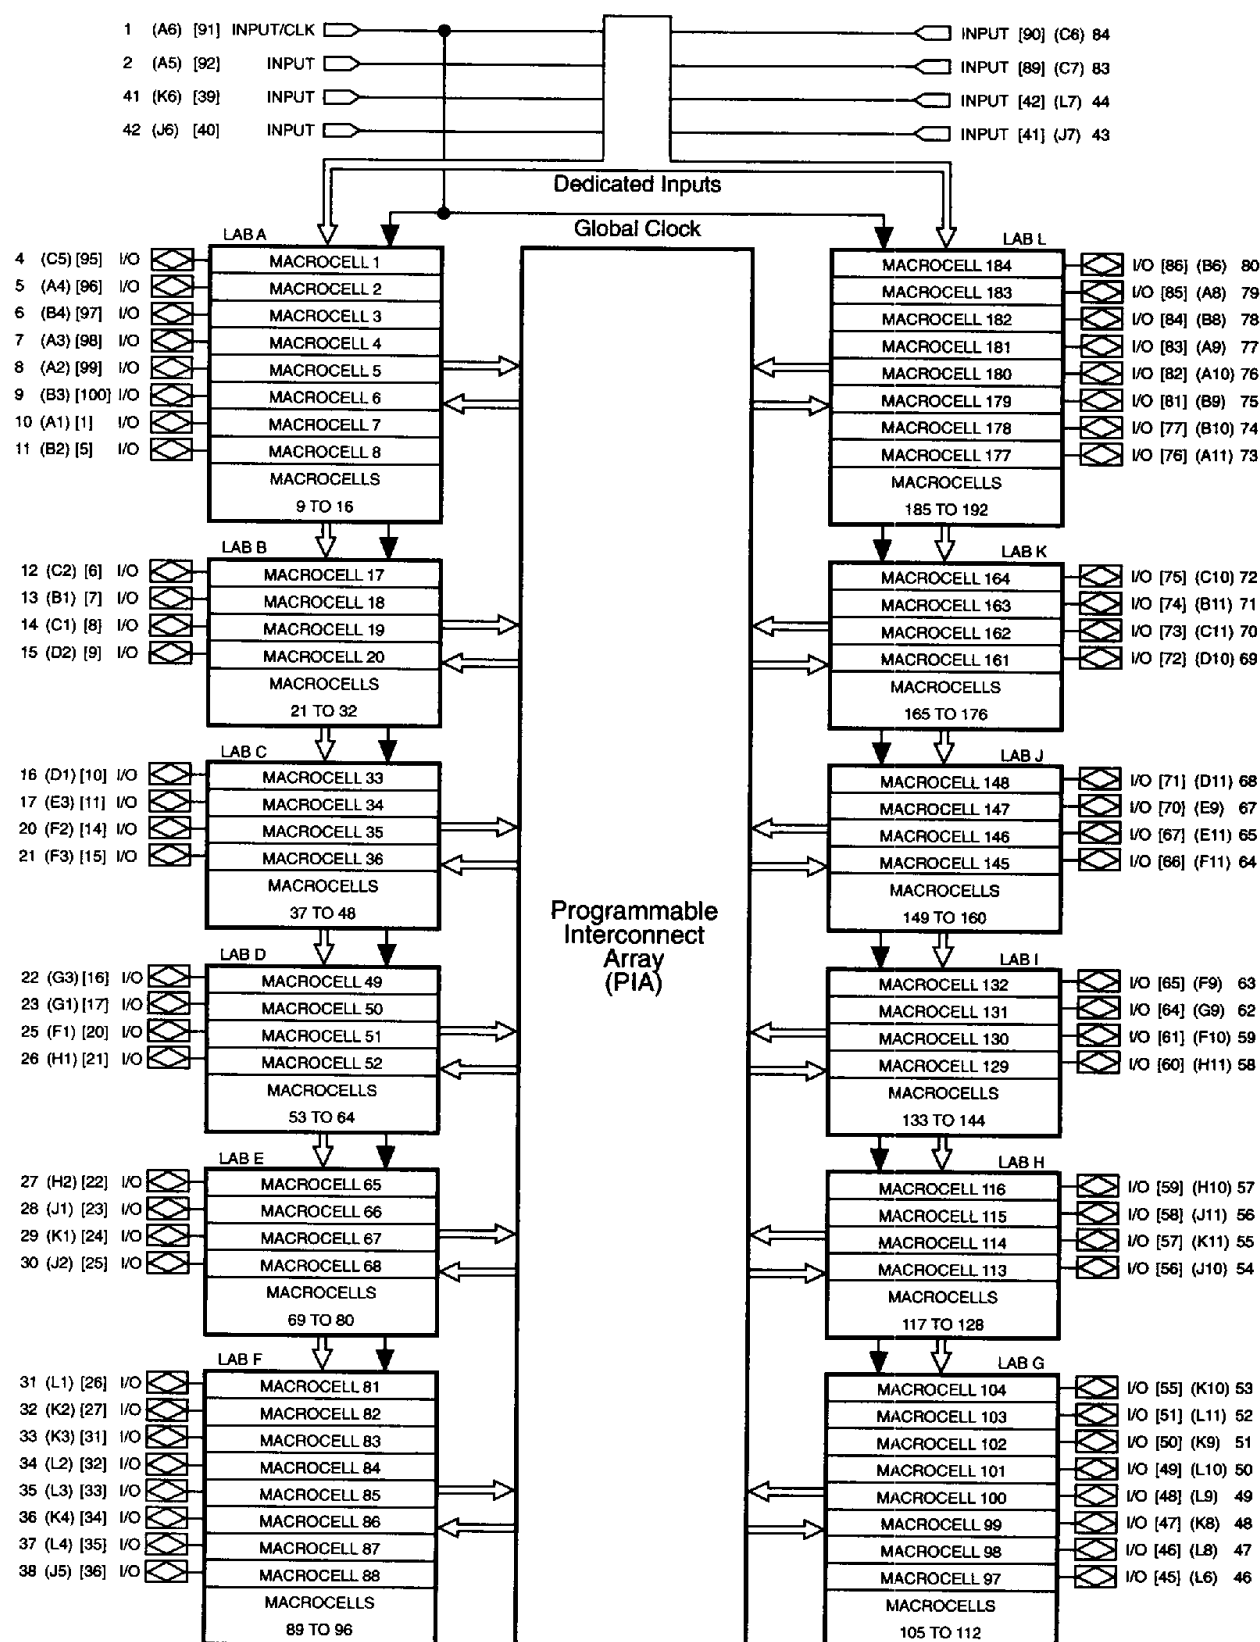 1 (A6) [91] INPUT/CLK INPUT [90] (C6) 84
2 (A5) [92] INPUT INPUT [89] (C7) 83
41 (K6) [39] INPUT INPUT [42] (L7) 44
42 (J6) [40] INPUT INPUT [41] (J7) 43
Dedicated Inputs
Global Clock
LAB A
4 (C5) [95] I/O MACROCELL 1
5 (A4) [96] I/O MACROCELL 2
6 (B4) [97] I/O MACROCELL 3
7 (A3) [98] I/O MACROCELL 4
8 (A2) [99] I/O MACROCELL 5
9 (B3) [100] I/O MACROCELL 6
10 (A1) [1] I/O MACROCELL 7
11 (B2) [5] I/O MACROCELL 8
MACROCELLS
9 TO 16
LAB B
12 (C2) [6] I/O MACROCELL 17
13 (B1) [7] I/O MACROCELL 18
14 (C1) [8] I/O MACROCELL 19
15 (D2) [9] I/O MACROCELL 20
MACROCELLS
21 TO 32
LAB C
16 (D1) [10] I/O MACROCELL 33
17 (E3) [11] I/O MACROCELL 34
20 (F2) [14] I/O MACROCELL 35
21 (F3) [15] I/O MACROCELL 36
MACROCELLS
37 TO 48
LAB D
22 (G3) [16] I/O MACROCELL 49
23 (G1) [17] I/O MACROCELL 50
25 (F1) [20] I/O MACROCELL 51
26 (H1) [21] I/O MACROCELL 52
MACROCELLS
53 TO 64
LAB E
27 (H2) [22] I/O MACROCELL 65
28 (J1) [23] I/O MACROCELL 66
29 (K1) [24] I/O MACROCELL 67
30 (J2) [25] I/O MACROCELL 68
MACROCELLS
69 TO 80
LAB F
31 (L1) [26] I/O MACROCELL 81
32 (K2) [27] I/O MACROCELL 82
33 (K3) [31] I/O MACROCELL 83
34 (L2) [32] I/O MACROCELL 84
35 (L3) [33] I/O MACROCELL 85
36 (K4) [34] I/O MACROCELL 86
37 (L4) [35] I/O MACROCELL 87
38 (J5) [36] I/O MACROCELL 88
MACROCELLS
89 TO 96
Programmable
Interconnect
Array
(PIA)
LAB L
MACROCELL 184 I/O [86] (B6) 80
MACROCELL 183 I/O [85] (A8) 79
MACROCELL 182 I/O [84] (B8) 78
MACROCELL 181 I/O [83] (A9) 77
MACROCELL 180 I/O [82] (A10) 76
MACROCELL 179 I/O [81] (B9) 75
MACROCELL 178 I/O [77] (B10) 74
MACROCELL 177 I/O [76] (A11) 73
MACROCELLS
185 TO 192
LAB K
MACROCELL 164 I/O [75] (C10) 72
MACROCELL 163 I/O [74] (B11) 71
MACROCELL 162 I/O [73] (C11) 70
MACROCELL 161 I/O [72] (D10) 69
MACROCELLS
165 TO 176
LAB J
MACROCELL 148 I/O [71] (D11) 68
MACROCELL 147 I/O [70] (E9) 67
MACROCELL 146 I/O [67] (E11) 65
MACROCELL 145 I/O [66] (F11) 64
MACROCELLS
149 TO 160
LAB I
MACROCELL 132 I/O [65] (F9) 63
MACROCELL 131 I/O [64] (G9) 62
MACROCELL 130 I/O [61] (F10) 59
MACROCELL 129 I/O [60] (H11) 58
MACROCELLS
133 TO 144
LAB H
MACROCELL 116 I/O [59] (H10) 57
MACROCELL 115 I/O [58] (J11) 56
MACROCELL 114 I/O [57] (K11) 55
MACROCELL 113 I/O [56] (J10) 54
MACROCELLS
117 TO 128
LAB G
MACROCELL 104 I/O [55] (K10) 53
MACROCELL 103 I/O [51] (L11) 52
MACROCELL 102 I/O [50] (K9) 51
MACROCELL 101 I/O [49] (L10) 50
MACROCELL 100 I/O [48] (L9) 49
MACROCELL 99 I/O [47] (K8) 48
MACROCELL 98 I/O [46] (L8) 47
MACROCELL 97 I/O [45] (L6) 46
MACROCELLS
105 TO 112